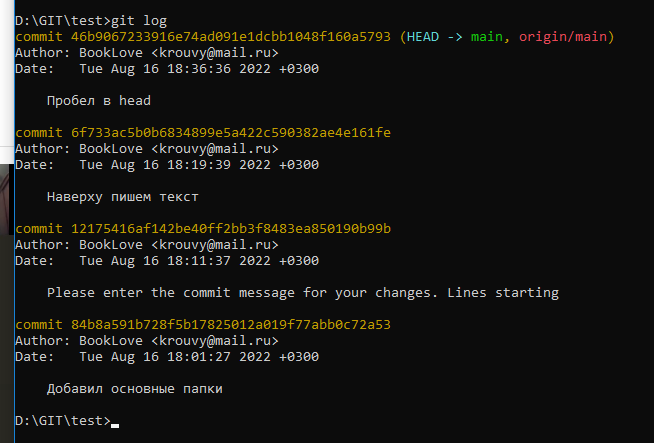 D:\GIT\test>git log
commit 46b9067233916e74ad091e1dcbb1048f160a5793 (HEAD -> main, origin/main)
Author: BookLove <krouvy@mail.ru>
Date:   Tue Aug 16 18:36:36 2022 +0300
Пробел в head
commit 6f733ac5b0b6834899e5a422c590382ae4e161fe
Author: BookLove <krouvy@mail.ru>
Date:   Tue Aug 16 18:19:39 2022 +0300
Наверху пишем текст
commit 12175416af142be40ff2bb3f8483ea850190b99b
Author: BookLove <krouvy@mail.ru>
Date:   Tue Aug 16 18:11:37 2022 +0300
Please enter the commit message for your changes. Lines starting
commit 84b8a591b728f5b17825012a019f77abb0c72a53
Author: BookLove <krouvy@mail.ru>
Date:   Tue Aug 16 18:01:27 2022 +0300
Добавил основные папки
D:\GIT\test>